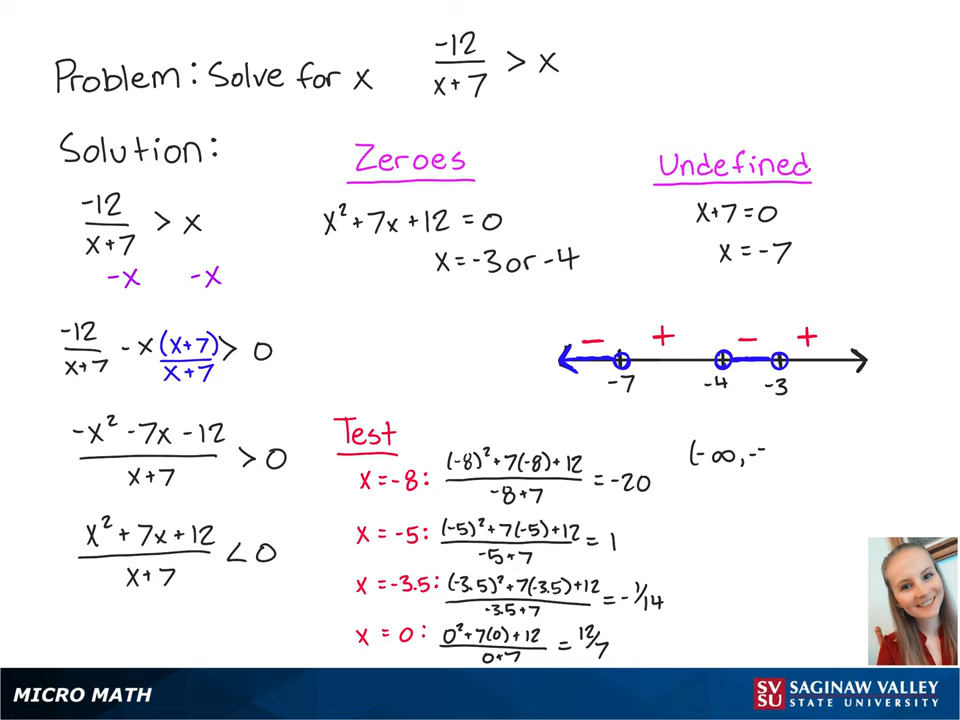 Problem: Solve for x -12/(x+7) > x
Solution:
-12/(x+7) > x
-x -x
-12/(x+7) - x (x+7)/(x+7) > 0
(-x² -7x -12)/(x+7) > 0
(x² + 7x + 12)/(x+7) < 0
Zeroes
x² + 7x + 12 = 0
x = -3 or -4
Undefined
x+7 = 0
x = -7
- + - +
-7 -4 -3
Test
x = -8: ((-8)² + 7(-8) + 12)/(-8+7) = -20
x = -5: ((-5)² + 7(-5) + 12)/(-5+7) = 1
x = -3.5: ((-3.5)² + 7(-3.5) + 12)/(-3.5+7) = -1/14
x = 0: (0² + 7(0) + 12)/(0+7) = 12/7
(-∞, -
MICRO MATH
SV
SU
SAGINAW VALLEY
STATE UNIVERSITY